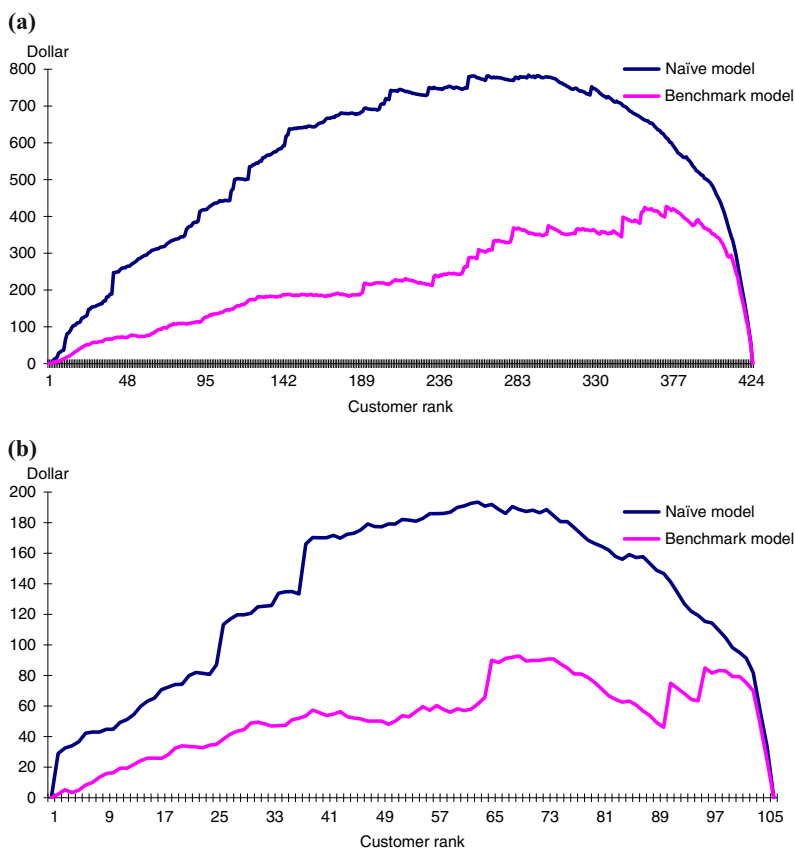 (a)
Dollar
800
700
600
500
400
300
200
100
0
1 48 95 142 189 236 283 330 377 424
Customer rank
Naïve model
Benchmark model
(b)
Dollar
200
180
160
140
120
100
80
60
40
20
0
1 9 17 25 33 41 49 57 65 73 81 89 97 105
Customer rank
Naïve model
Benchmark model